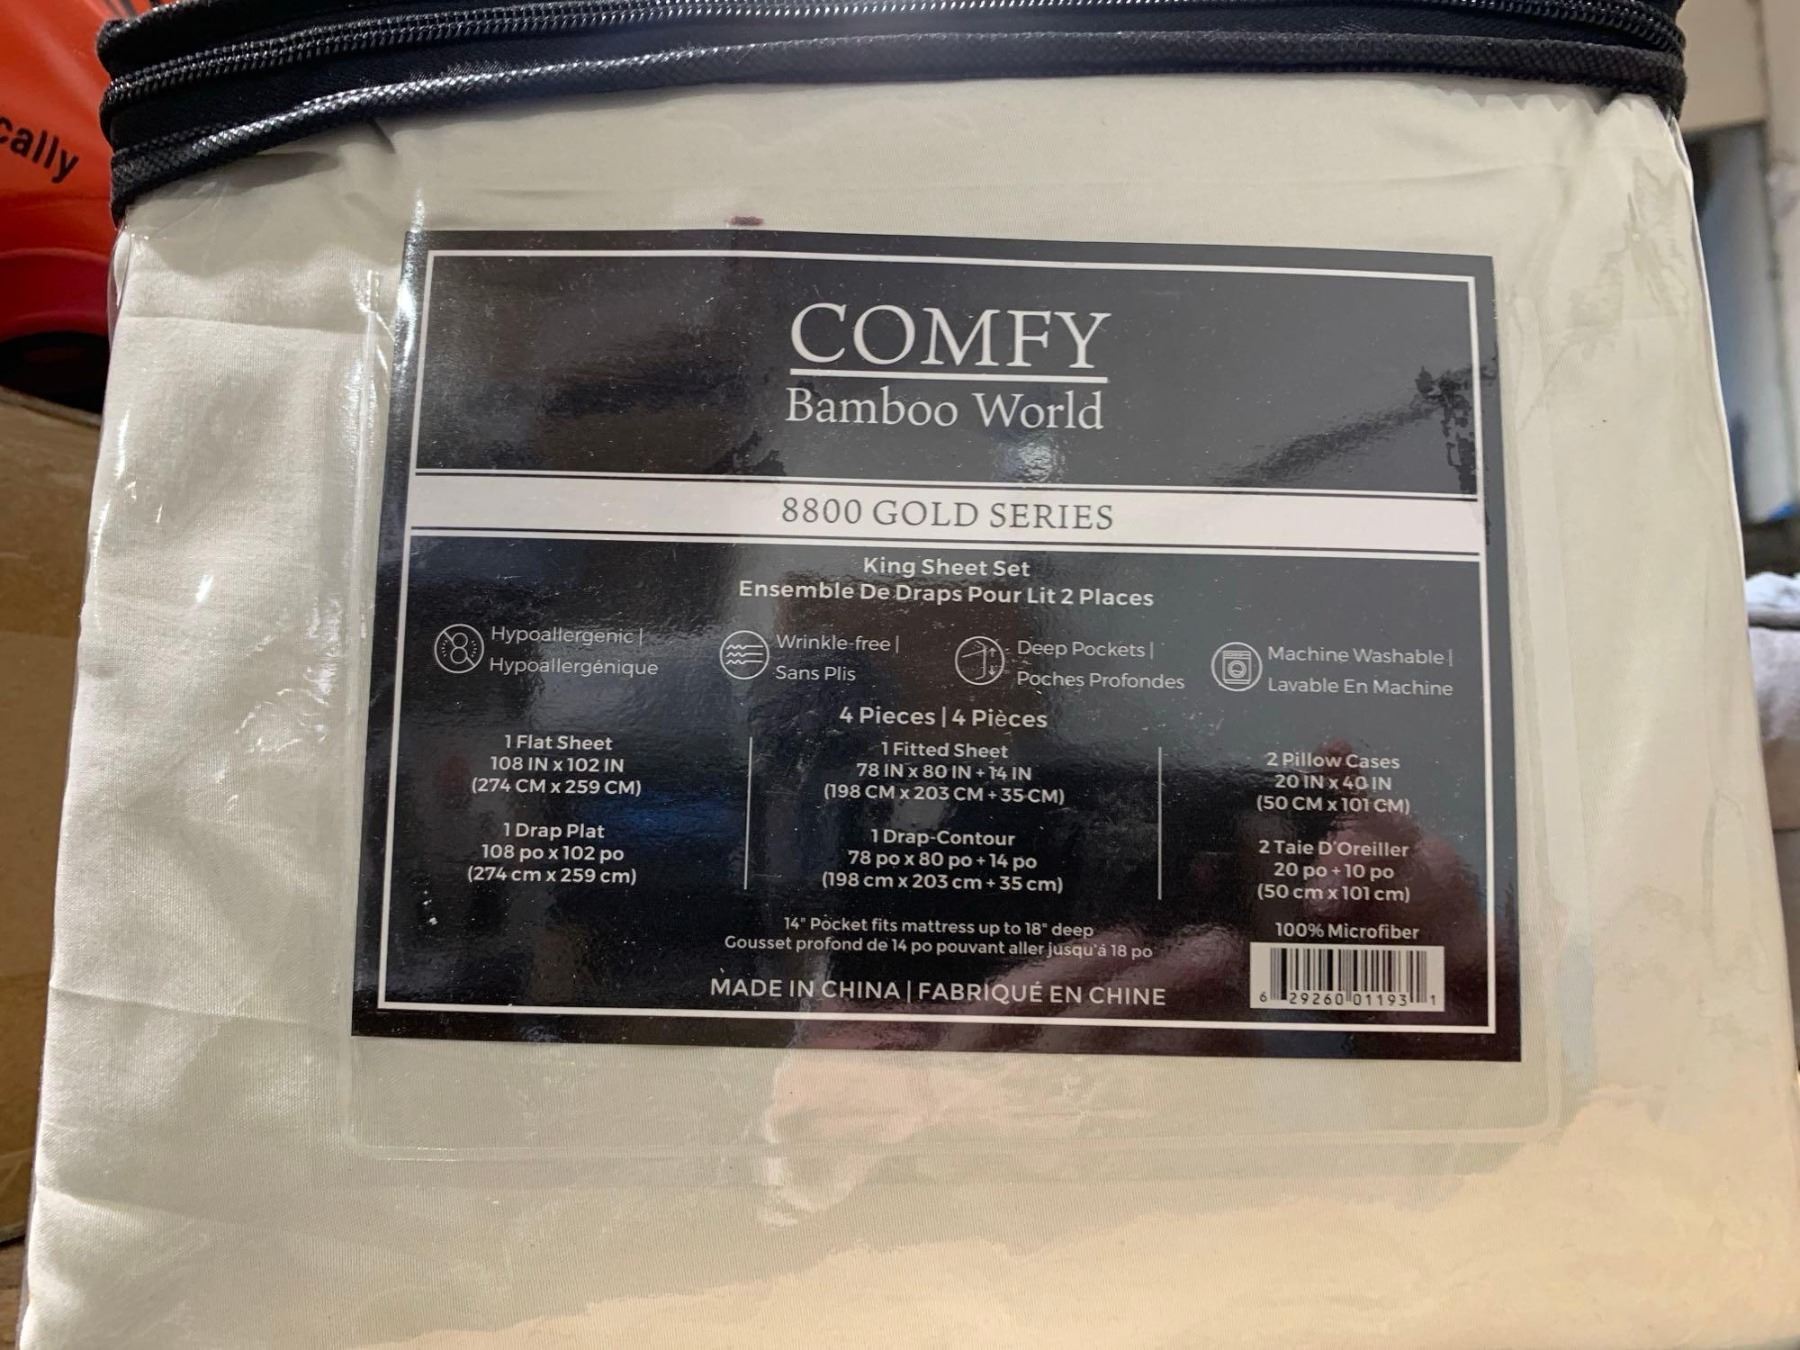 cally
COMFY
Bamboo World
8800 GOLD SERIES
King Sheet Set
Ensemble De Draps Pour Lit 2 Places
Hypoallergenic |
Hypoallergénique
Wrinkle-free |
Sans Plis
Deep Pockets |
Poches Profondes
Machine Washable |
Lavable En Machine
4 Pieces | 4 Pièces
1 Flat Sheet
108 IN x 102 IN
(274 CM x 259 CM)
1 Drap Plat
108 po x 102 po
(274 cm x 259 cm)
1 Fitted Sheet
78 IN x 80 IN + 14 IN
(198 CM x 203 CM + 35 CM)
1 Drap-Contour
78 po x 80 po + 14 po
(198 cm x 203 cm + 35 cm)
2 Pillow Cases
20 IN x 40 IN
(50 CM x 101 CM)
2 Taie D'Oreiller
20 po + 10 po
(50 cm x 101 cm)
14" Pocket fits mattress up to 18" deep
Gousset profond de 14 po pouvant aller jusqu'á 18 po
100% Microfiber
MADE IN CHINA | FABRIQUÉ EN CHINE
6 29260 01193 1